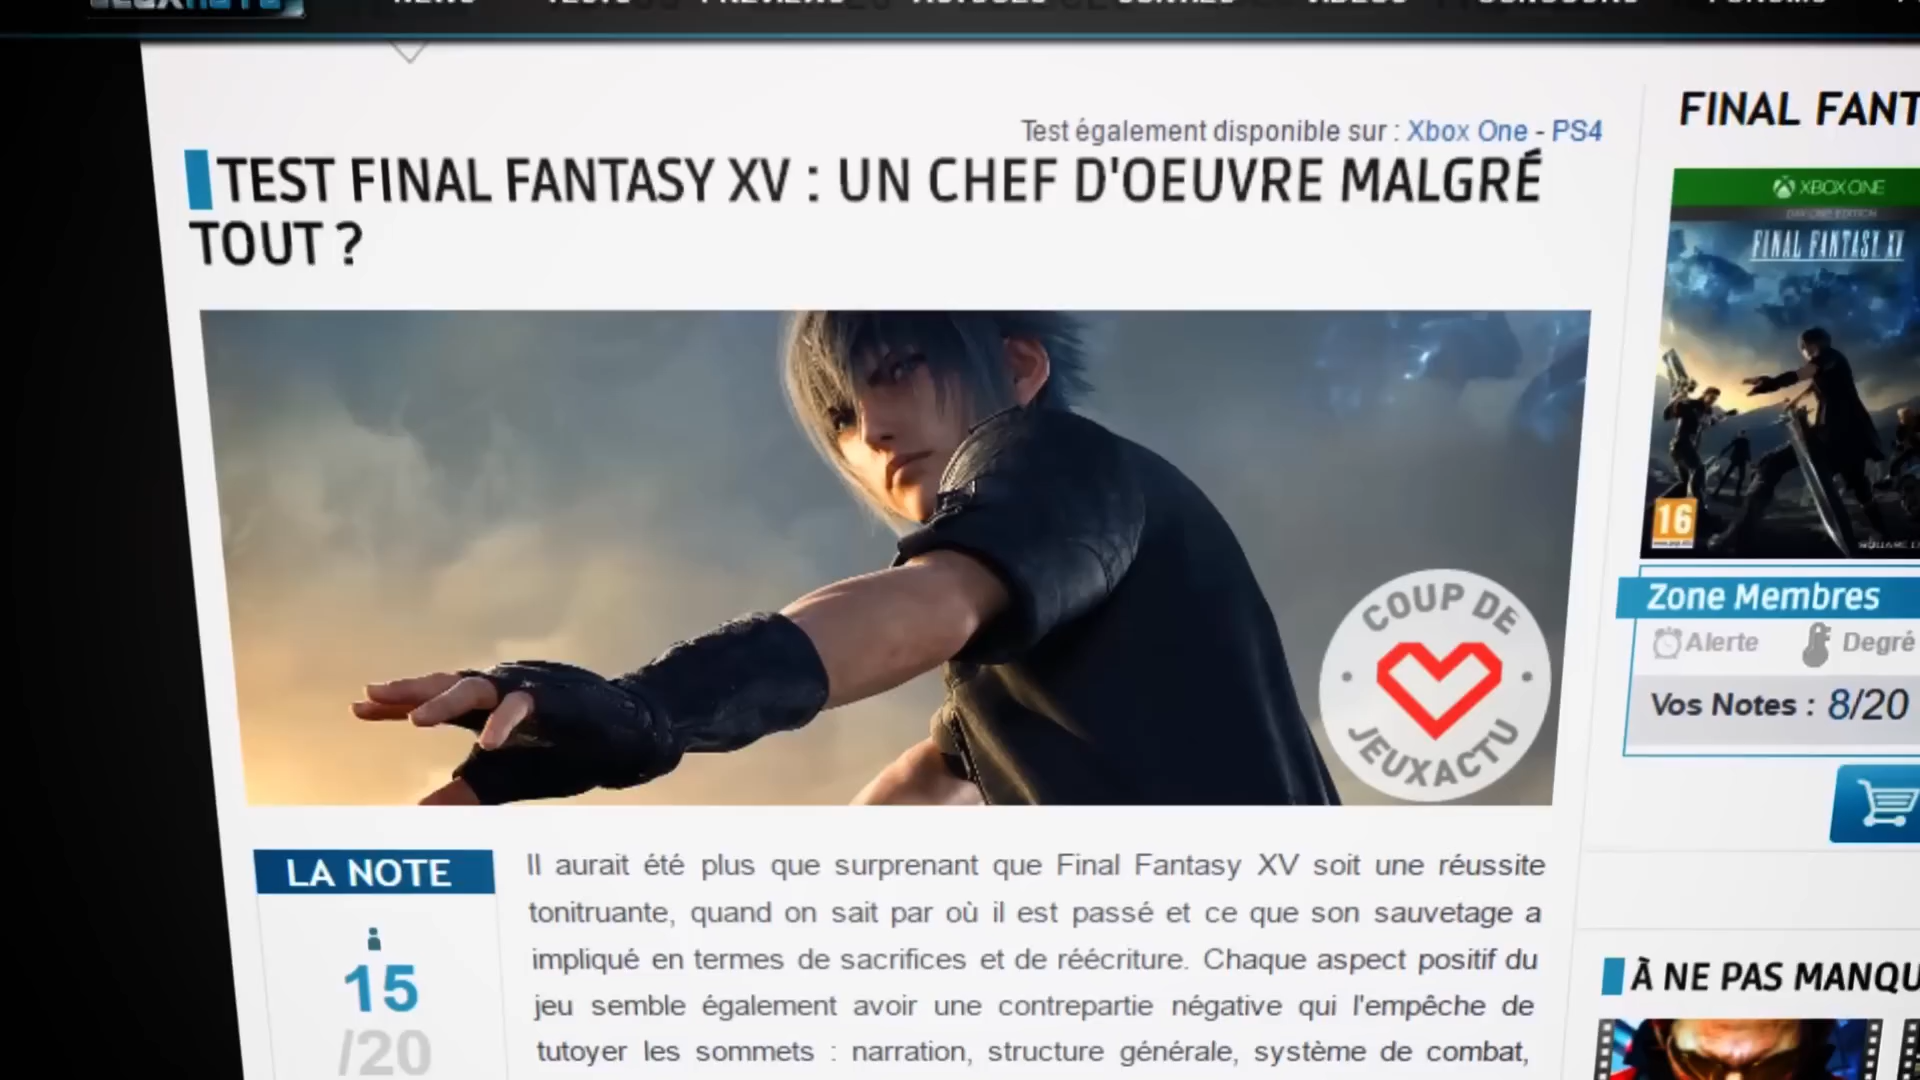 Test également disponible sur : Xbox One - PS4
TEST FINAL FANTASY XV : UN CHEF D'OEUVRE MALGRÉ
TOUT ?
COUP DE
JEUXACTU
LA NOTE
15
/20
Il aurait été plus que surprenant que Final Fantasy XV soit une réussite
tonitruante, quand on sait par où il est passé et ce que son sauvetage a
impliqué en termes de sacrifices et de réécriture. Chaque aspect positif du
jeu semble également avoir une contrepartie négative qui l'empêche de
tutoyer les sommets : narration, structure générale, système de combat,
FINAL FANT
XBOX ONE
DAY ONE EDITION
FINAL FANTASY XV
16
Zone Membres
Alerte
Degré
Vos Notes : 8/20
À NE PAS MANQU